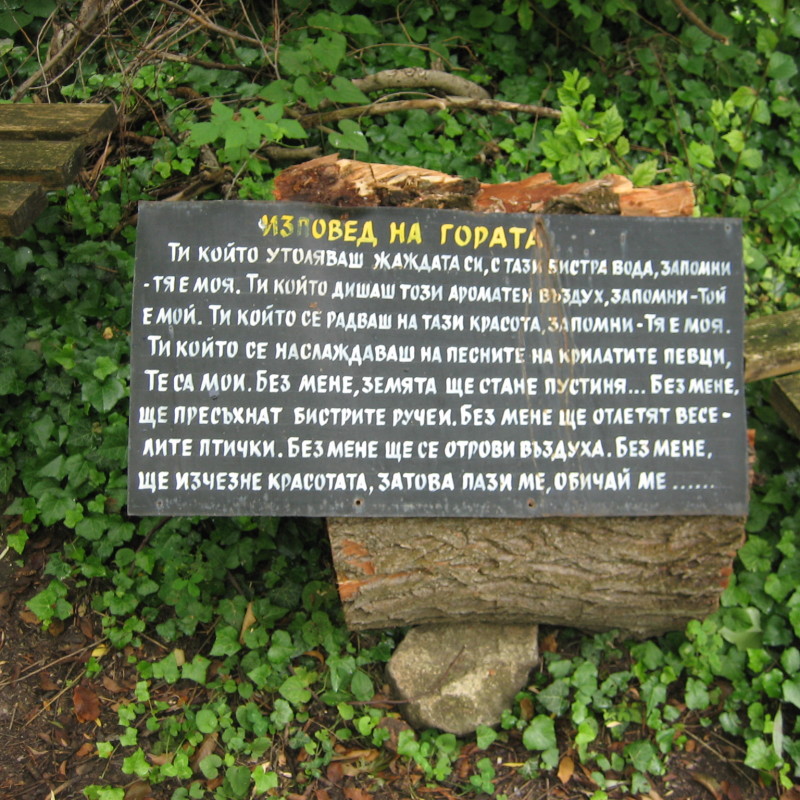 ИЗПОВЕД НА ГОРАТА
Ти който утоляваш жаждата си, с тази бистра вода, запомни
- тя е моя. Ти който дишаш този ароматен въздух, запомни - Той
е мой. Ти който се радваш на тази красота, запомни - Тя е моя.
Ти който се наслаждаваш на песните на крилатите певци,
Те са мои. Без мене, земята ще стане пустиня... Без мене,
ще пресъхнат бистрите ручеи. Без мене ще отлетят весе-
лите птички. Без мене ще се отрови въздуха. Без мене,
ще изчезне красотата, затова пази ме, обичай ме ......